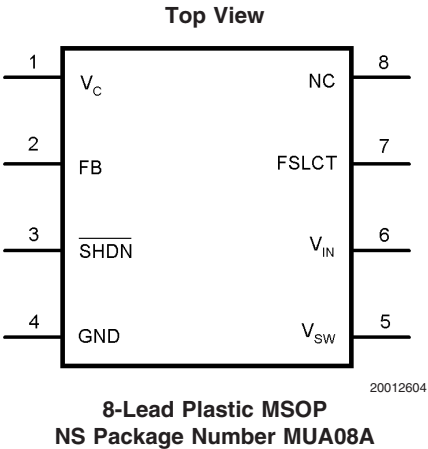 Top View
1 V_C NC 8
2 FB FSLCT 7
3 SHDN V_IN 6
4 GND V_SW 5
20012604
8-Lead Plastic MSOP
NS Package Number MUA08A